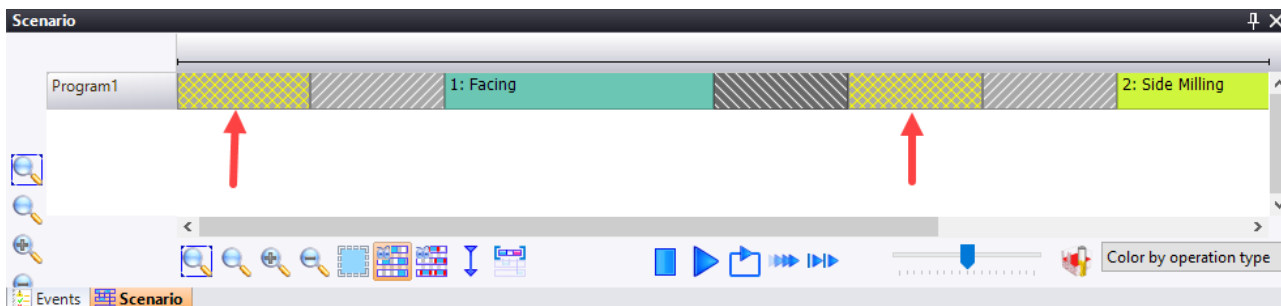 Scenario
Program1
1: Facing
2: Side Milling
Color by operation type
Events
Scenario